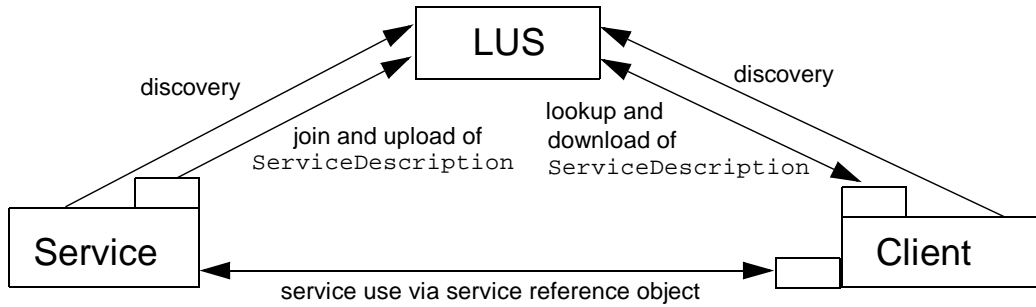 LUS
discovery
discovery
join and upload of
ServiceDescription
lookup and
download of
ServiceDescription
Service
Client
service use via service reference object